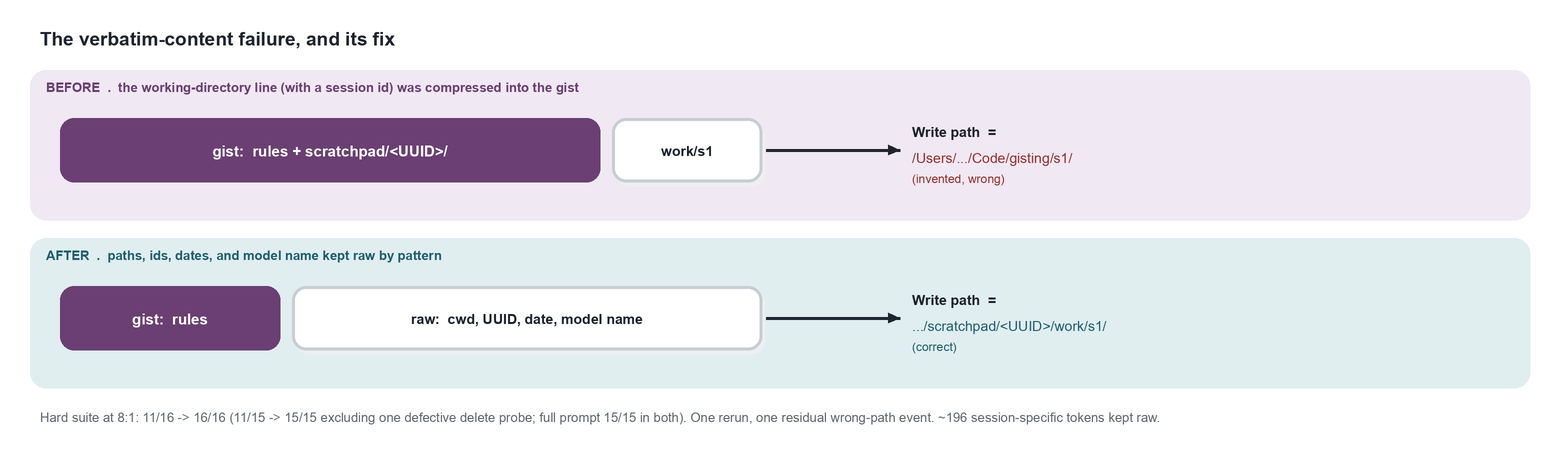 The verbatim-content failure, and its fix
BEFORE . the working-directory line (with a session id) was compressed into the gist
gist: rules + scratchpad/<UUID>/
work/s1
Write path =
/Users/.../Code/gisting/s1/
(invented, wrong)
AFTER . paths, ids, dates, and model name kept raw by pattern
gist: rules
raw: cwd, UUID, date, model name
Write path =
.../scratchpad/<UUID>/work/s1/
(correct)
Hard suite at 8:1: 11/16 -> 16/16 (11/15 -> 15/15 excluding one defective delete probe; full prompt 15/15 in both). One rerun, one residual wrong-path event. ~196 session-specific tokens kept raw.